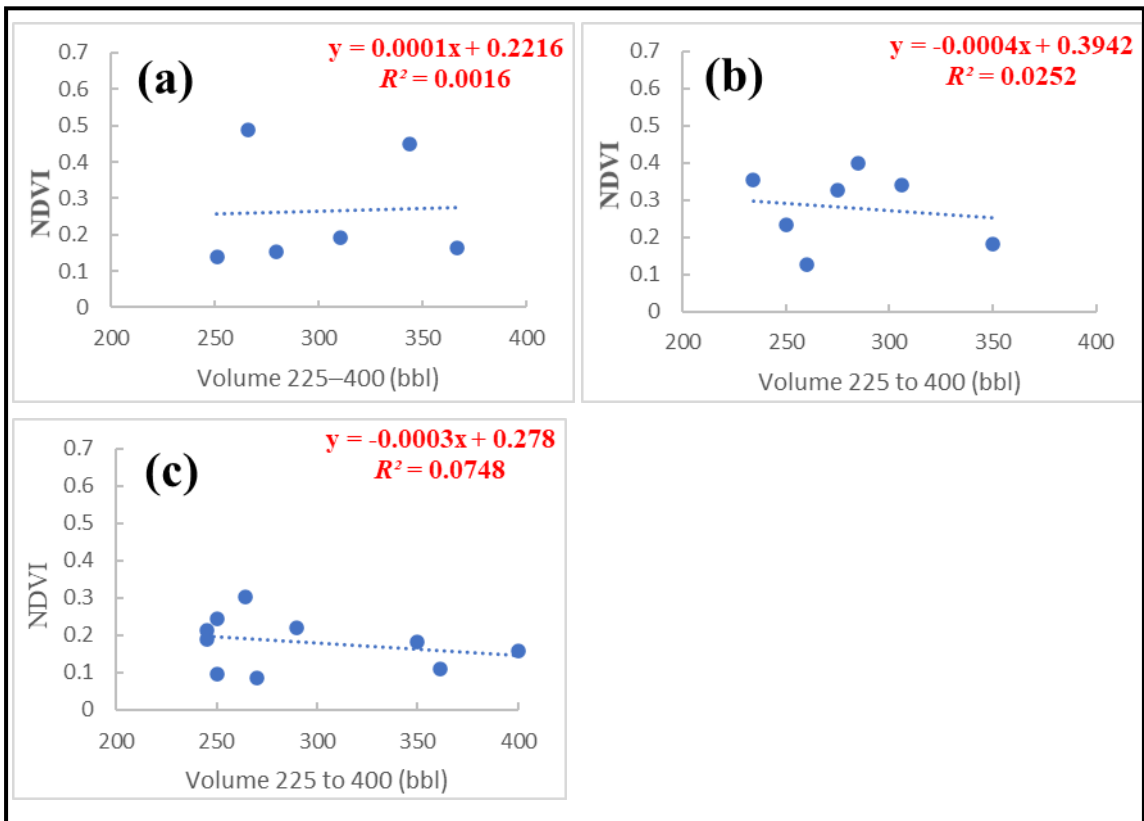 y = 0.0001x + 0.2216
R² = 0.0016
(a)
0.7
0.6
0.5
0.4
0.3
0.2
0.1
0
NDVI
200 250 300 350 400
Volume 225–400 (bbl)
y = -0.0004x + 0.3942
R² = 0.0252
(b)
0.7
0.6
0.5
0.4
0.3
0.2
0.1
0
NDVI
200 250 300 350 400
Volume 225 to 400 (bbl)
y = -0.0003x + 0.278
R² = 0.0748
(c)
0.7
0.6
0.5
0.4
0.3
0.2
0.1
0
NDVI
200 250 300 350 400
Volume 225 to 400 (bbl)